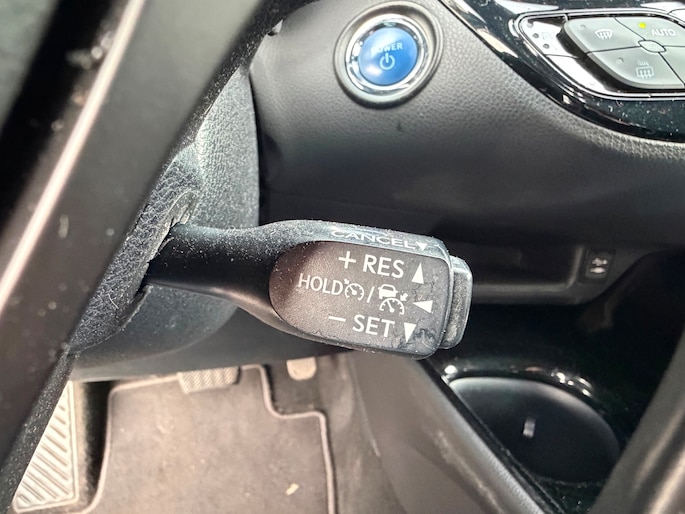 POWER
AUTO
CANCEL
+ RES
HOLD /
− SET